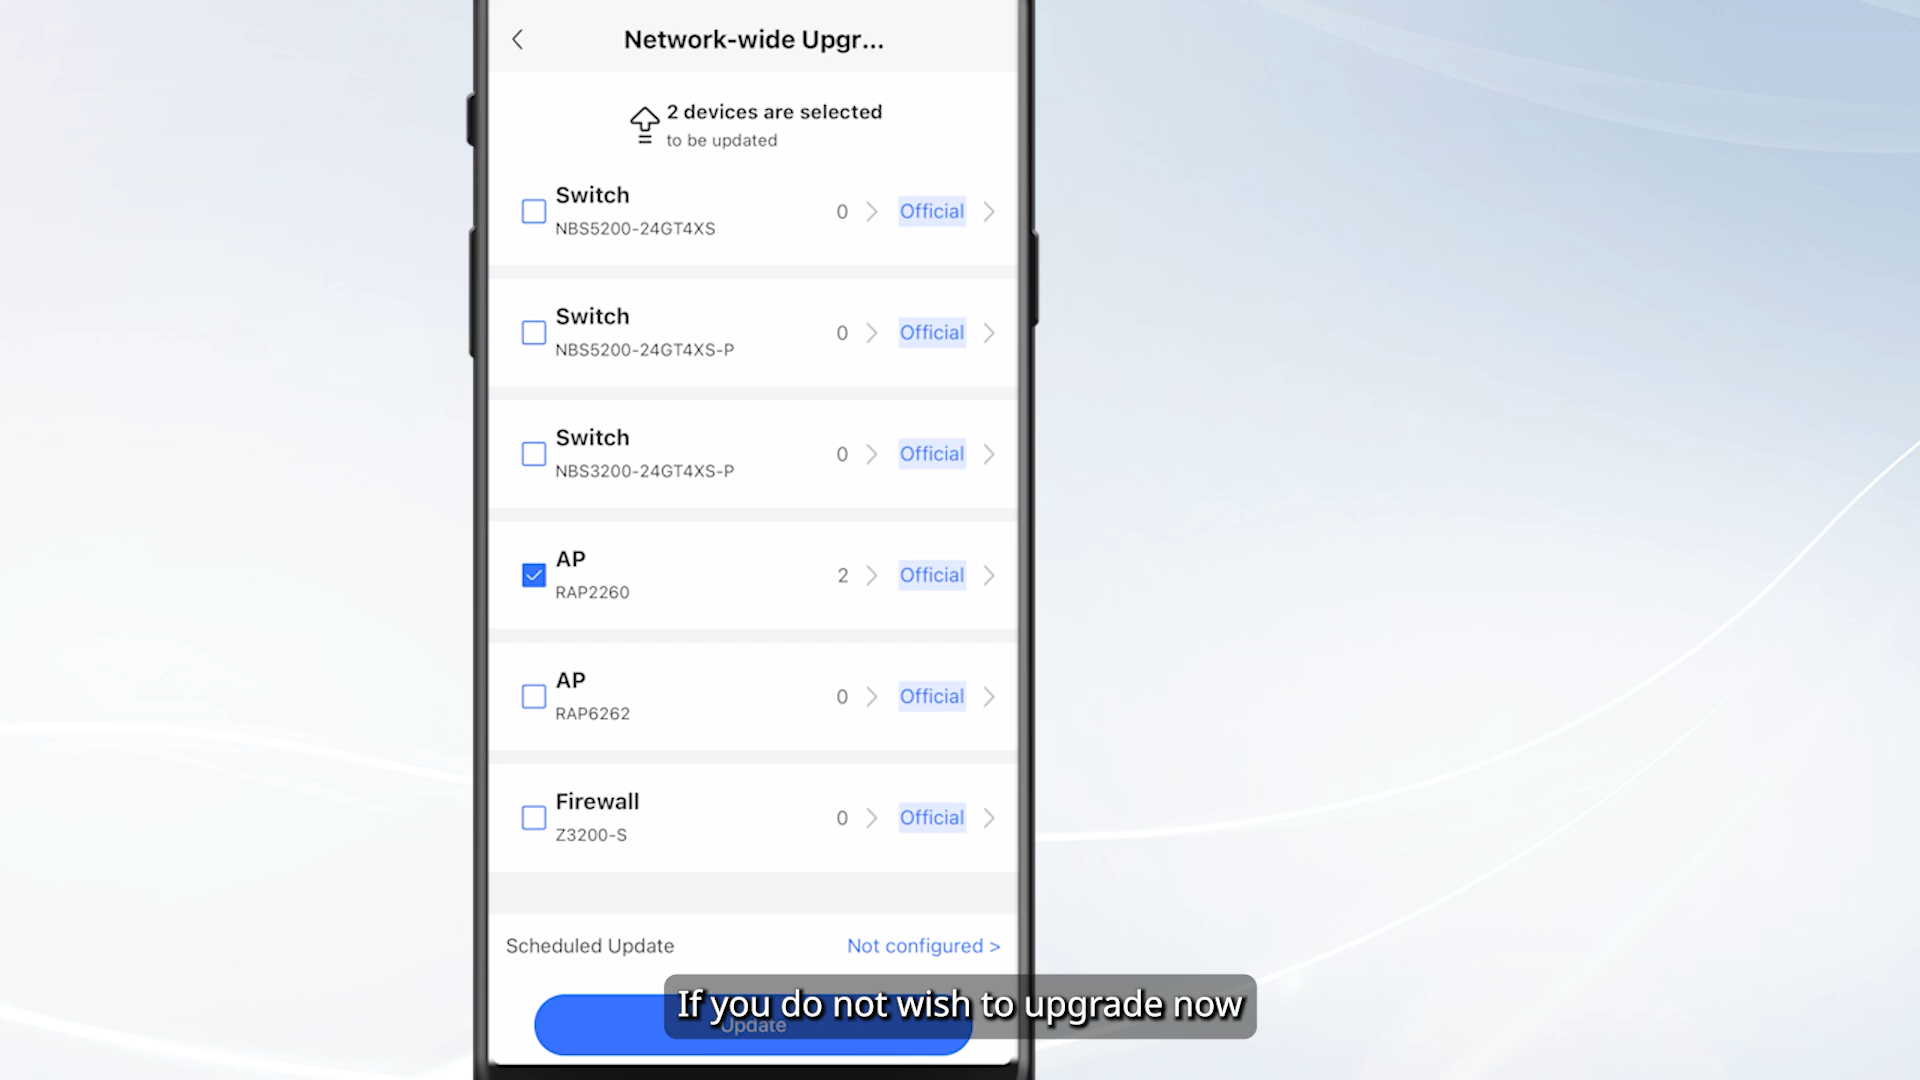 Network-wide Upgr...
2 devices are selected
to be updated
Switch
NBS5200-24GT4XS
0
Official
Switch
NBS5200-24GT4XS-P
0
Official
Switch
NBS3200-24GT4XS-P
0
Official
AP
RAP2260
2
Official
AP
RAP6262
0
Official
Firewall
Z3200-S
0
Official
Scheduled Update
Not configured >
Update
If you do not wish to upgrade now